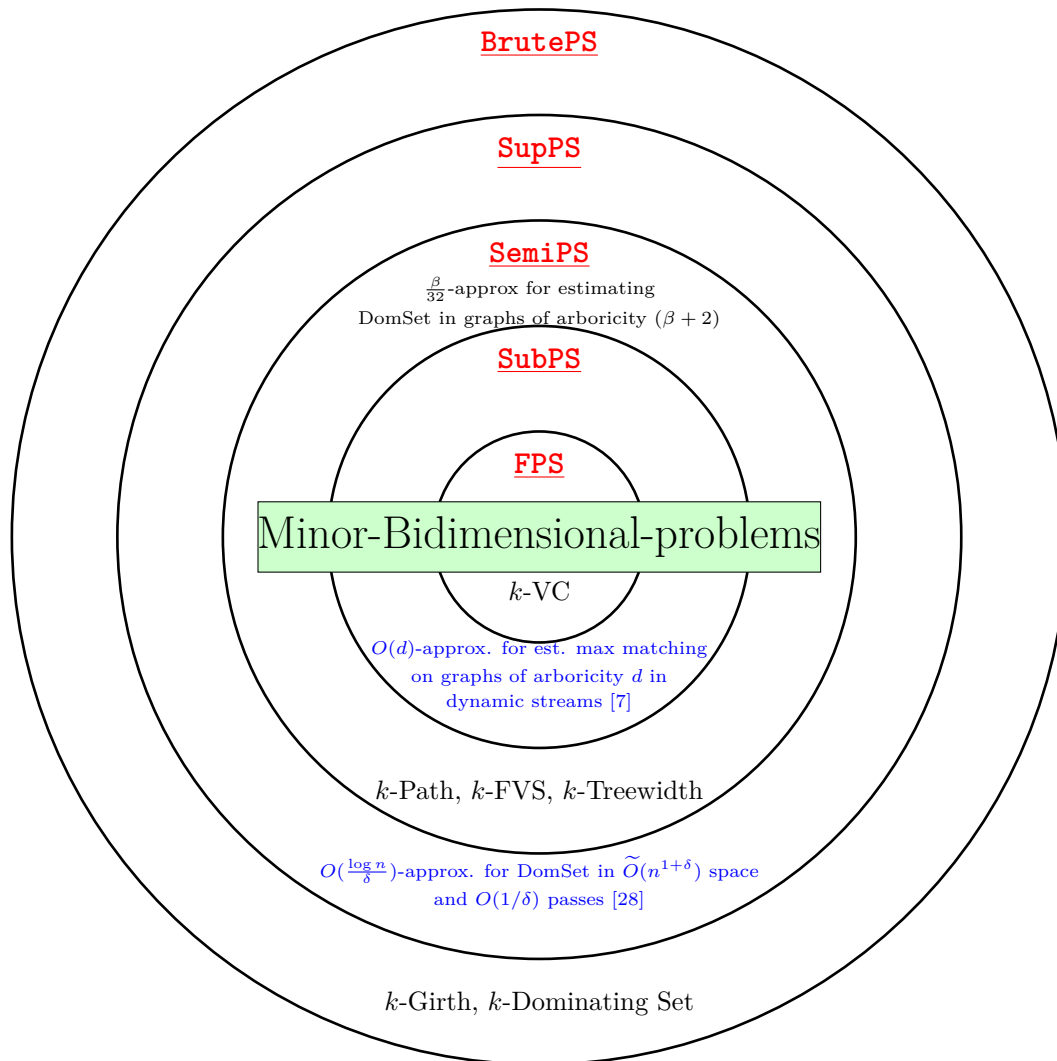 BrutePS
SupPS
SemiPS
β/32-approx for estimating
DomSet in graphs of arboricity (β + 2)
SubPS
FPS
Minor-Bidimensional-problems
k-VC
O(d)-approx. for est. max matching
on graphs of arboricity d in
dynamic streams [7]
k-Path, k-FVS, k-Treewidth
O(log n/δ)-approx. for DomSet in Õ(n^{1+δ}) space
and O(1/δ) passes [28]
k-Girth, k-Dominating Set